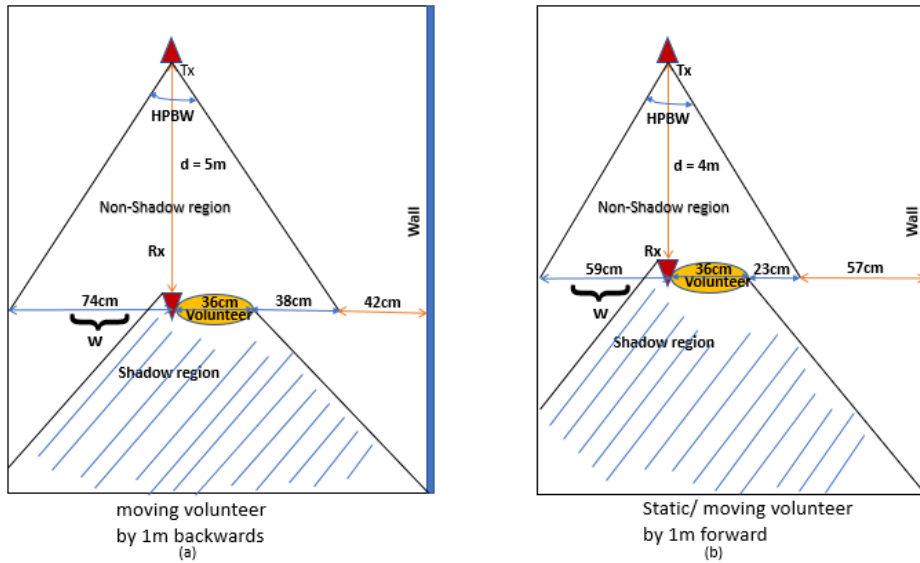 Tx
HPBW
d = 5m
Non-Shadow region
Wall
Rx
74cm
36cm
38cm
42cm
Volunteer
W
Shadow region
moving volunteer
by 1m backwards
(a)
Tx
HPBW
d = 4m
Non-Shadow region
Wall
Rx
59cm
36cm
23cm
57cm
Volunteer
W
Shadow region
Static/ moving volunteer
by 1m forward
(b)